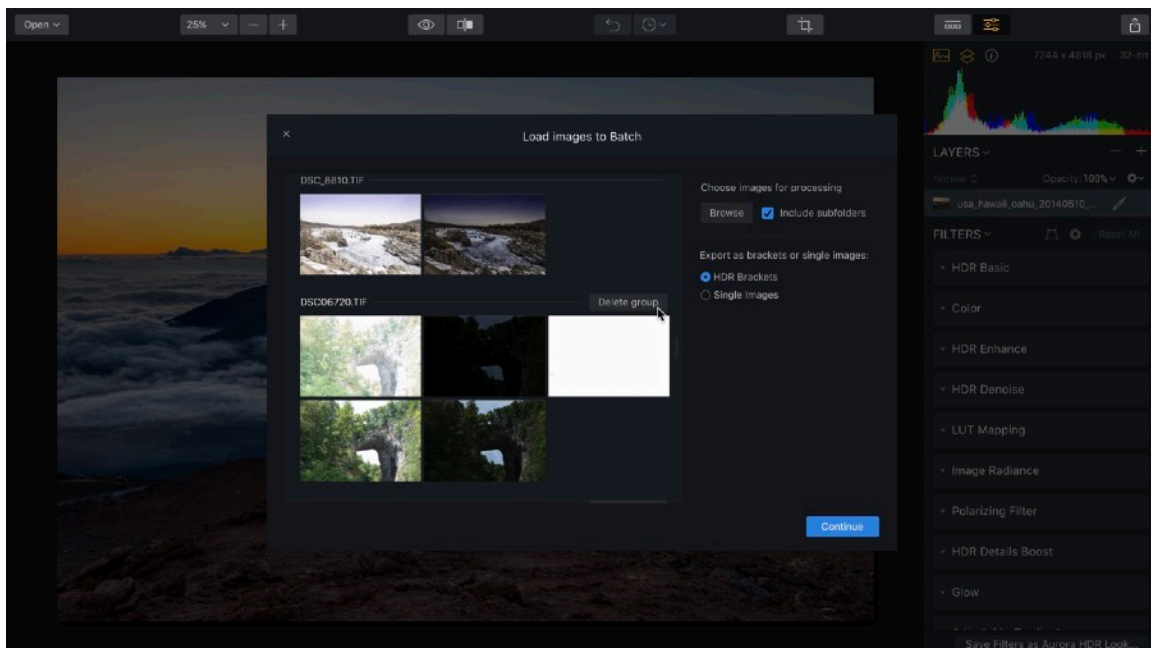 Open
25%
7244 x 4818 px 32-bit
Load images to Batch
LAYERS
Normal Opacity: 100%
usa_hawaii_oahu_20140610_...
FILTERS Reset All
HDR Basic
Color
HDR Enhance
HDR Denoise
LUT Mapping
Image Radiance
Polarizing Filter
HDR Details Boost
Glow
Save Filters as Aurora HDR Look...
DSC_8810.TIF
DSC06720.TIF
Delete group
Choose images for processing
Browse
Include subfolders
Export as brackets or single images:
HDR Brackets
Single Images
Continue